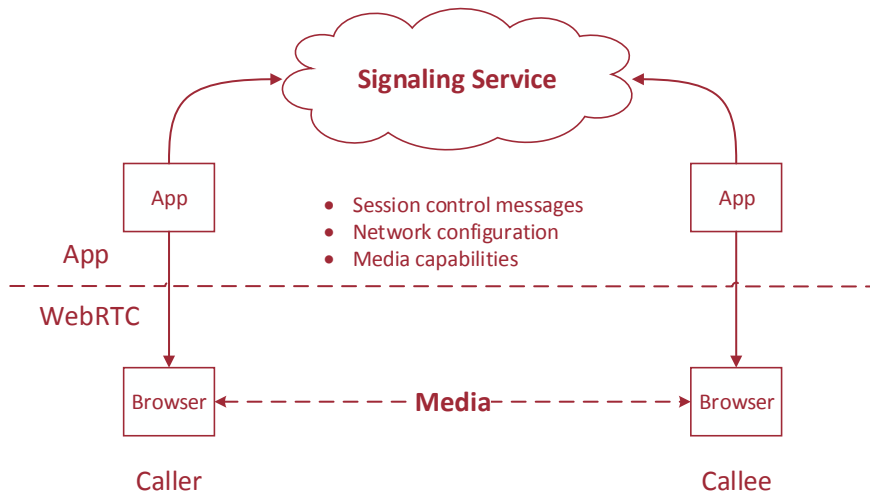 Signaling Service
App
App
• Session control messages
• Network configuration
• Media capabilities
App
WebRTC
Browser
Media
Browser
Caller
Callee